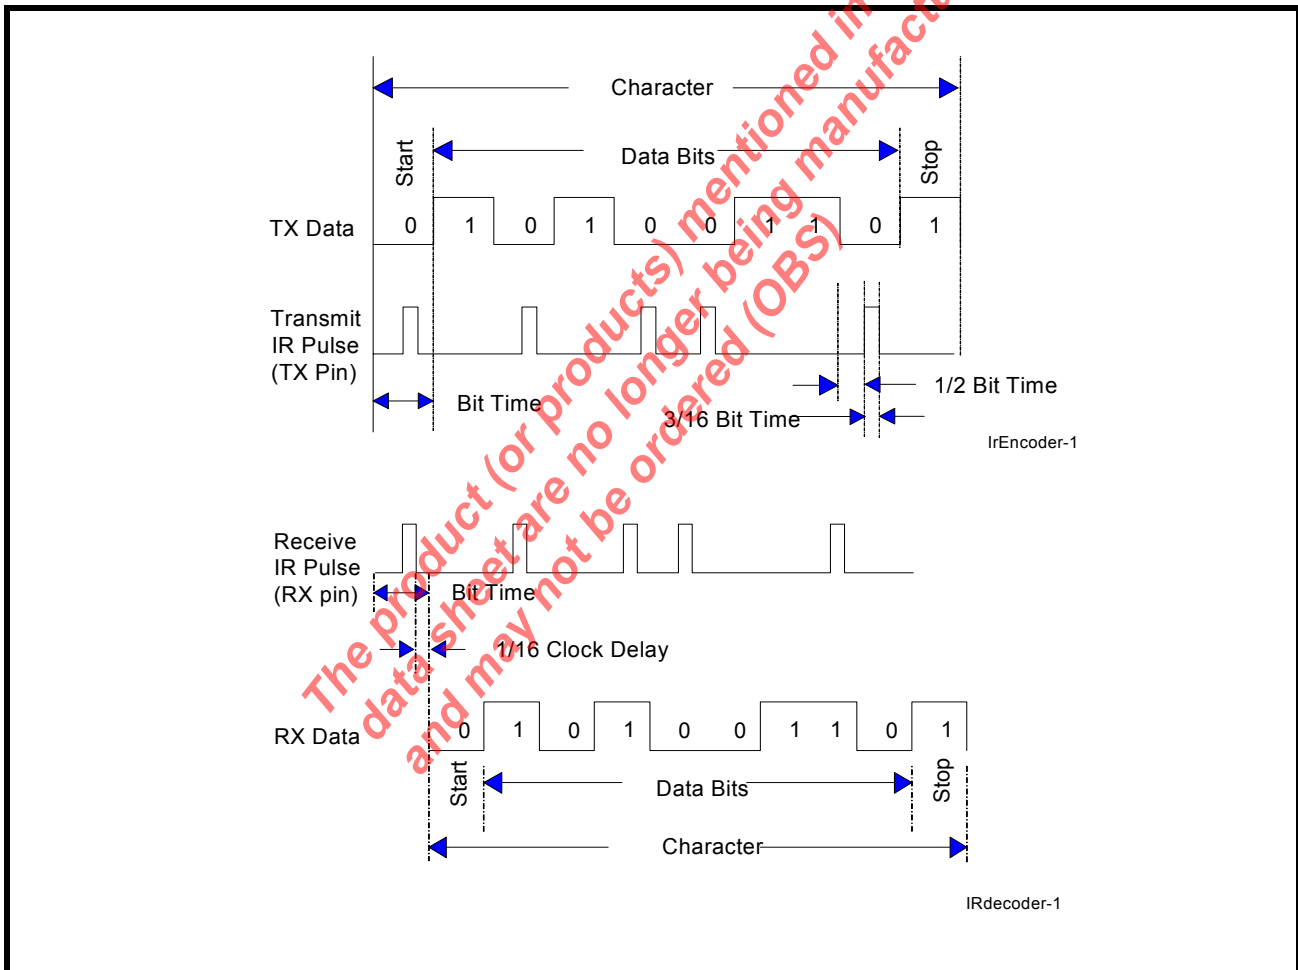 Character
Start
Data Bits
Stop
TX Data
0 1 0 1 0 0 1 1 0 1
Transmit
IR Pulse
(TX Pin)
Bit Time
1/2 Bit Time
3/16 Bit Time
IrEncoder-1
Receive
IR Pulse
(RX pin)
Bit Time
1/16 Clock Delay
RX Data
0 1 0 1 0 0 1 1 0 1
Start
Data Bits
Stop
Character
IRdecoder-1
The product (or products) mentioned in
data sheet are no longer being
and may not be ordered (OBS)